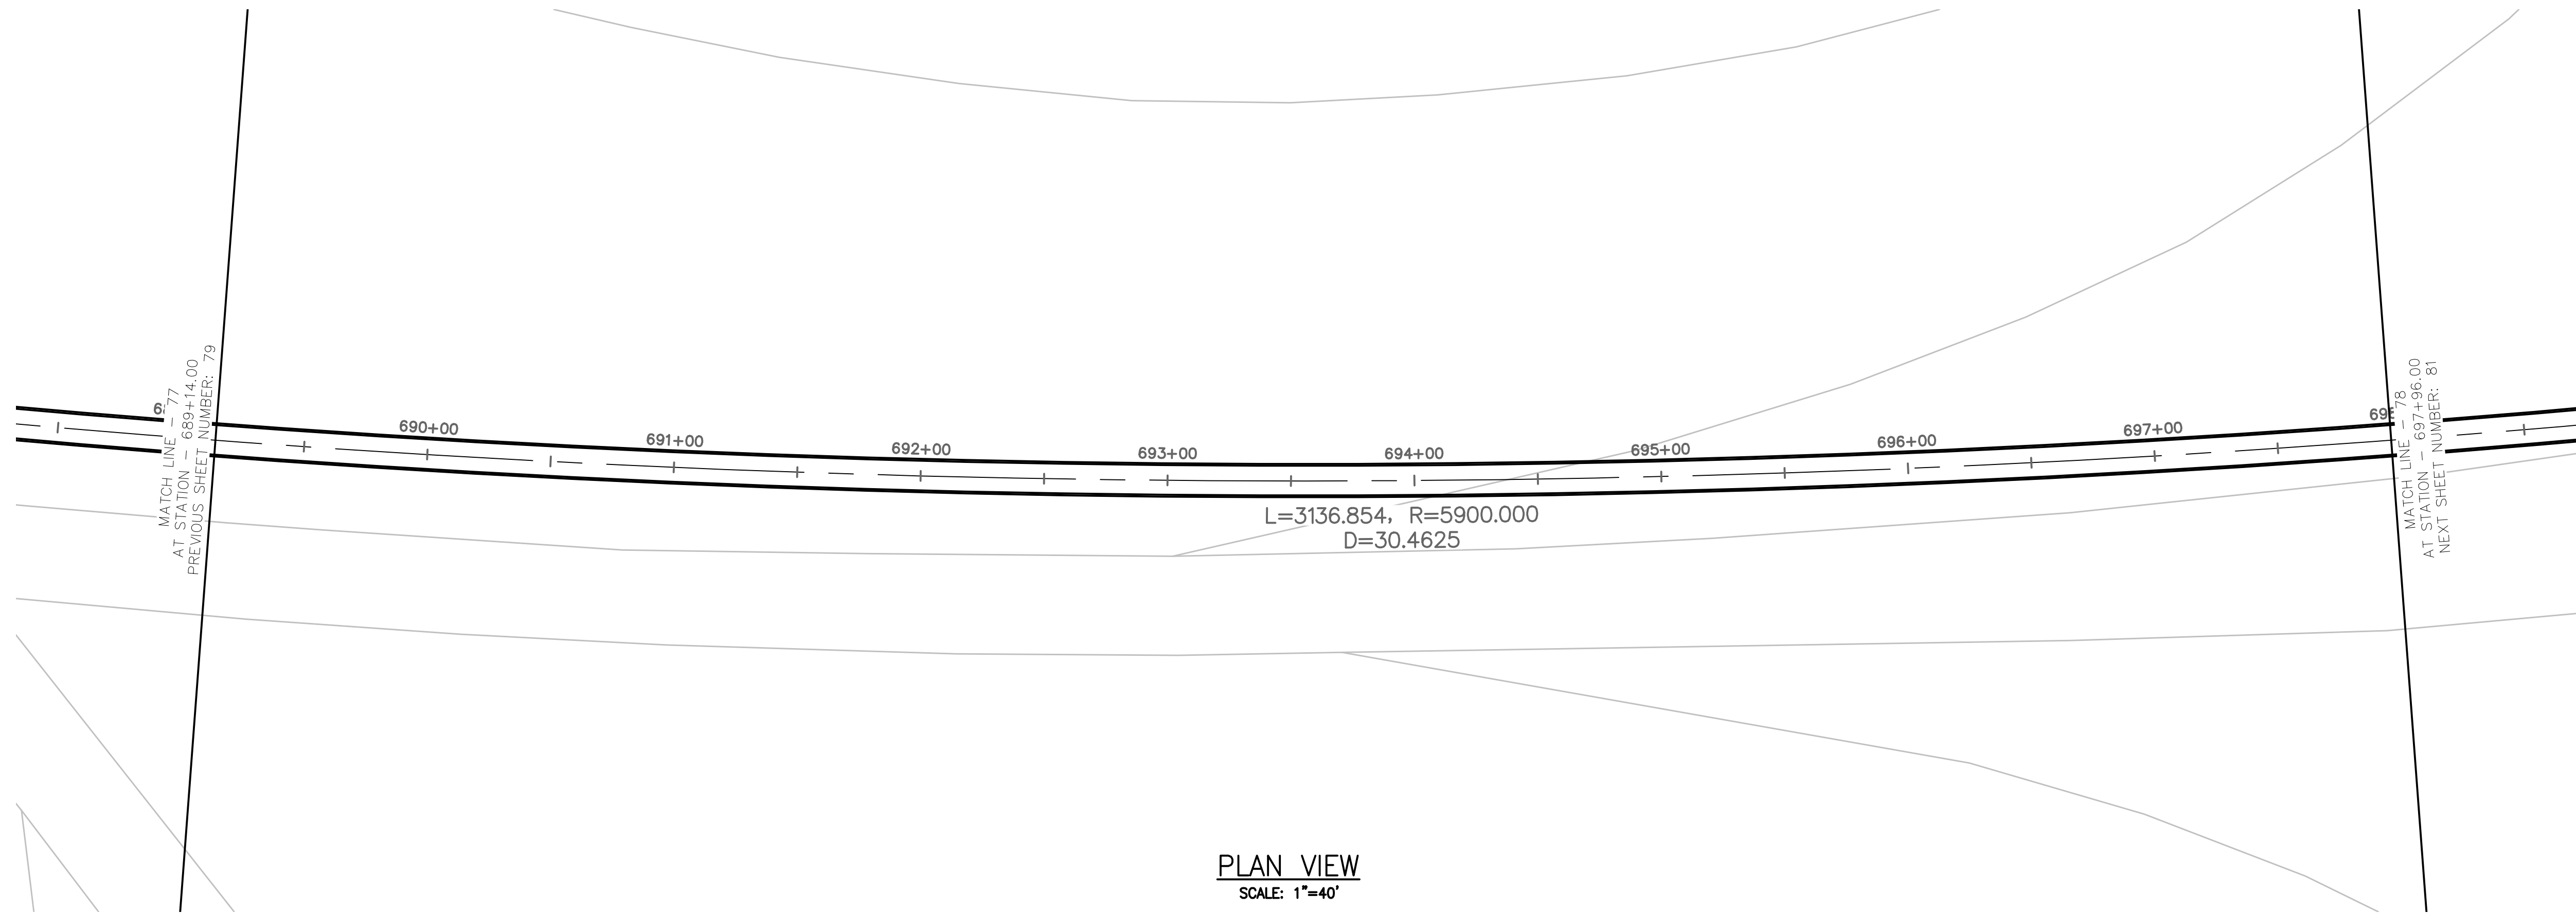 MATCH LINE - 77
AT STATION - 689+14.00
PREVIOUS SHEET NUMBER: 79
690+00
691+00
692+00
693+00
694+00
695+00
696+00
697+00
MATCH LINE - 78
AT STATION - 697+96.00
NEXT SHEET NUMBER: 81
L=3136.854, R=5900.000
D=30.4625
PLAN VIEW
SCALE: 1"=40'